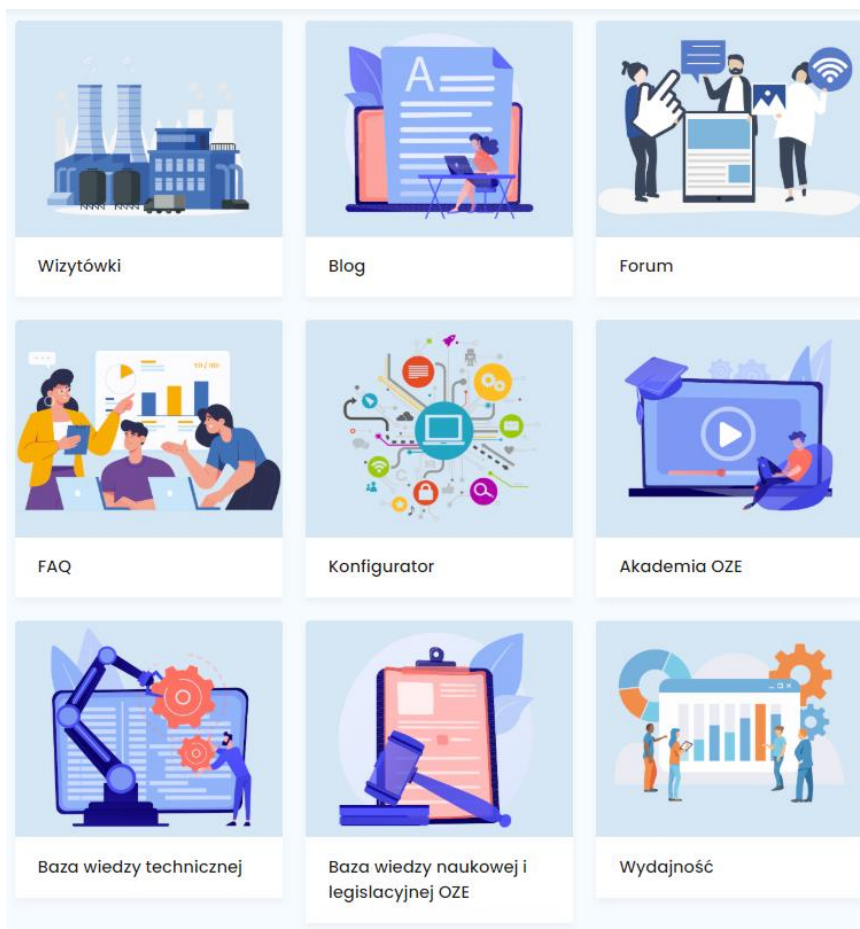 A
Wizytówki
Blog
Forum
FAQ
Konfigurator
Akademia OZE
Baza wiedzy technicznej
Baza wiedzy naukowej i
legislacyjnej OZE
Wydajność